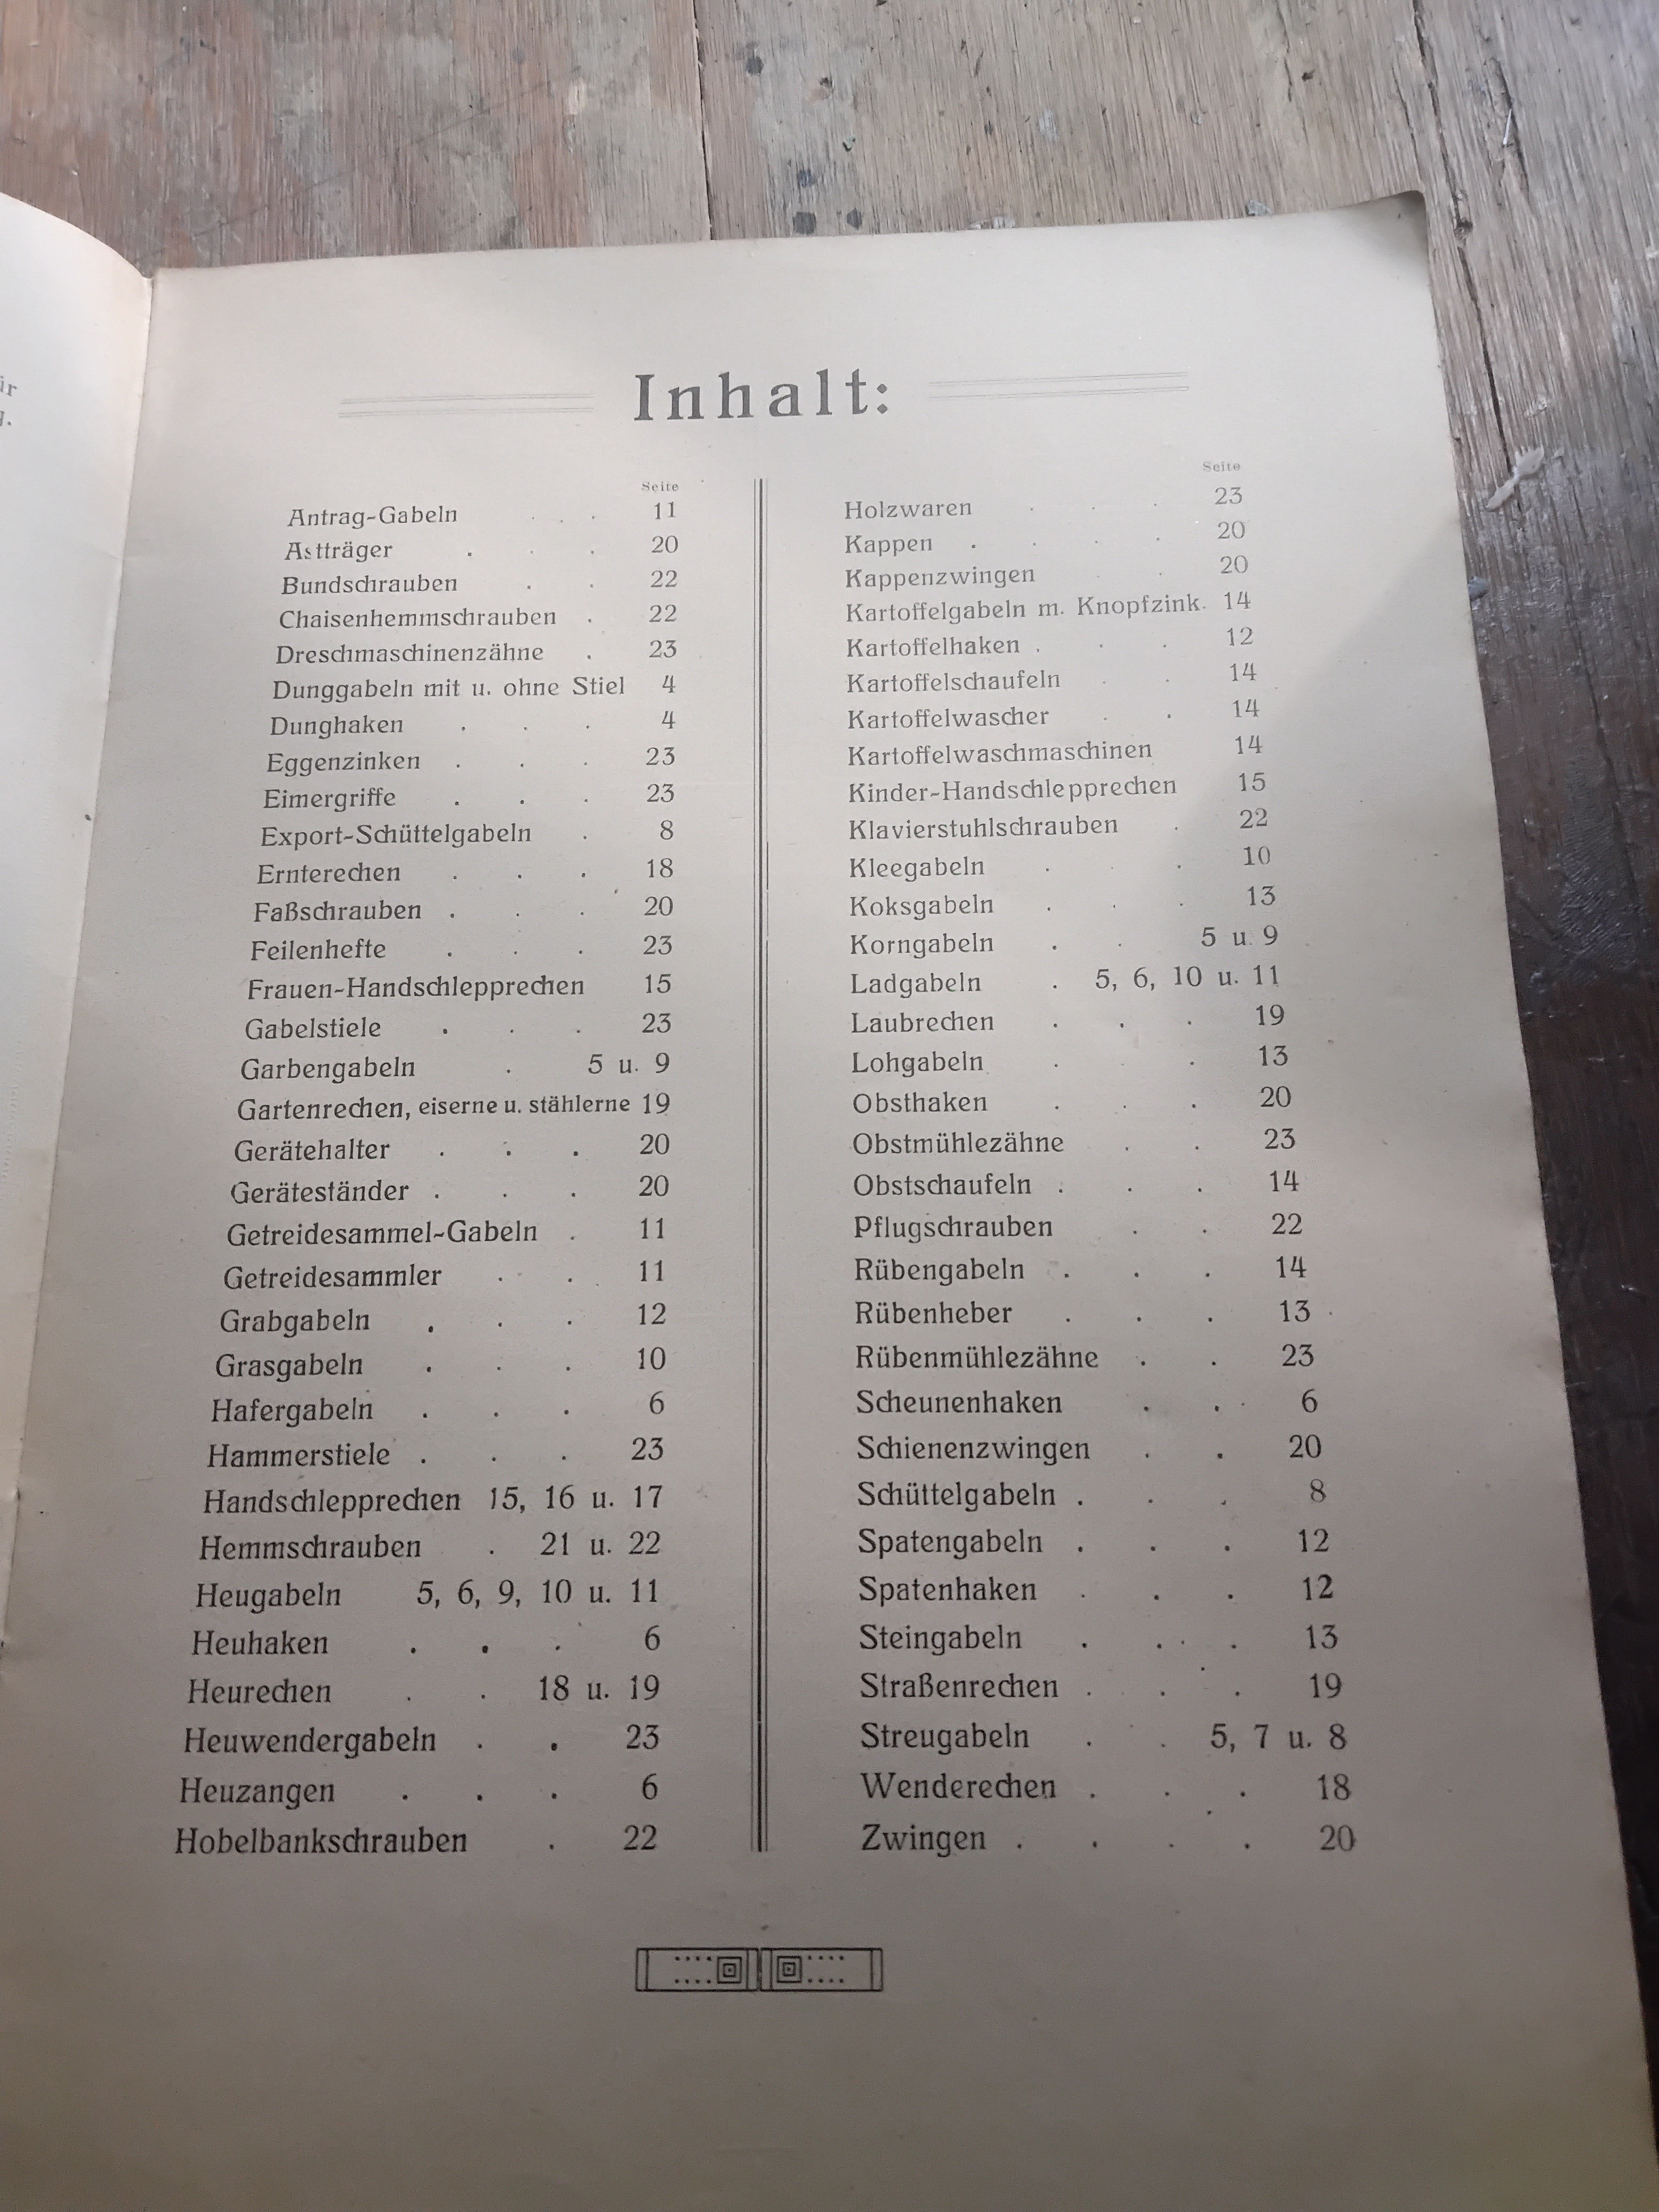 Inhalt:
Seite
Antrag-Gabeln . . . 11
Astträger . . . 20
Bundschrauben . . 22
Chaisenhemmschrauben . 22
Dreschmaschinenzähne . 23
Dunggabeln mit u. ohne Stiel 4
Dunghaken . . . 4
Eggenzinken . . . 23
Eimergriffe . . . 23
Export-Schüttelgabeln . 8
Ernterechen . . . 18
Faßschrauben . . . 20
Feilenhefte . . . 23
Frauen-Handschlepprechen 15
Gabelstiele . . . 23
Garbengabeln . 5 u. 9
Gartenrechen, eiserne u. stählerne 19
Gerätehalter . . . 20
Geräteständer . . . 20
Getreidesammel-Gabeln . 11
Getreidesammler . . 11
Grabgabeln . . . 12
Grasgabeln . . . 10
Hafergabeln . . . 6
Hammerstiele . . . 23
Handschlepprechen 15, 16 u. 17
Hemmschrauben . 21 u. 22
Heugabeln 5, 6, 9, 10 u. 11
Heuhaken . . . 6
Heurechen . . 18 u. 19
Heuwendergabeln . . 23
Heuzangen . . . 6
Hobelbankschrauben . 22
Seite
Holzwaren . . . 23
Kappen . . . . 20
Kappenzwingen . . 20
Kartoffelgabeln m. Knopfzink. 14
Kartoffelhaken . . . 12
Kartoffelschaufeln . . 14
Kartoffelwascher . . 14
Kartoffelwaschmaschinen 14
Kinder-Handschlepprechen 15
Klavierstuhlschrauben . 22
Kleegabeln . . . 10
Koksgabeln . . . 13
Korngabeln . . 5 u. 9
Ladgabeln . 5, 6, 10 u. 11
Laubrechen . . . 19
Lohgabeln . . 13
Obsthaken . . . 20
Obstmühlezähne . . 23
Obstschaufeln . . . 14
Pflugschrauben . . 22
Rübengabeln . . . 14
Rübenheber . . . 13
Rübenmühlezähne . . 23
Scheunenhaken . . 6
Schienenzwingen . . 20
Schüttelgabeln . . . 8
Spatengabeln . . . 12
Spatenhaken . . . 12
Steingabeln . . . 13
Straßenrechen . . . 19
Streugabeln . . 5, 7 u. 8
Wenderechen . . . 18
Zwingen . . . . 20